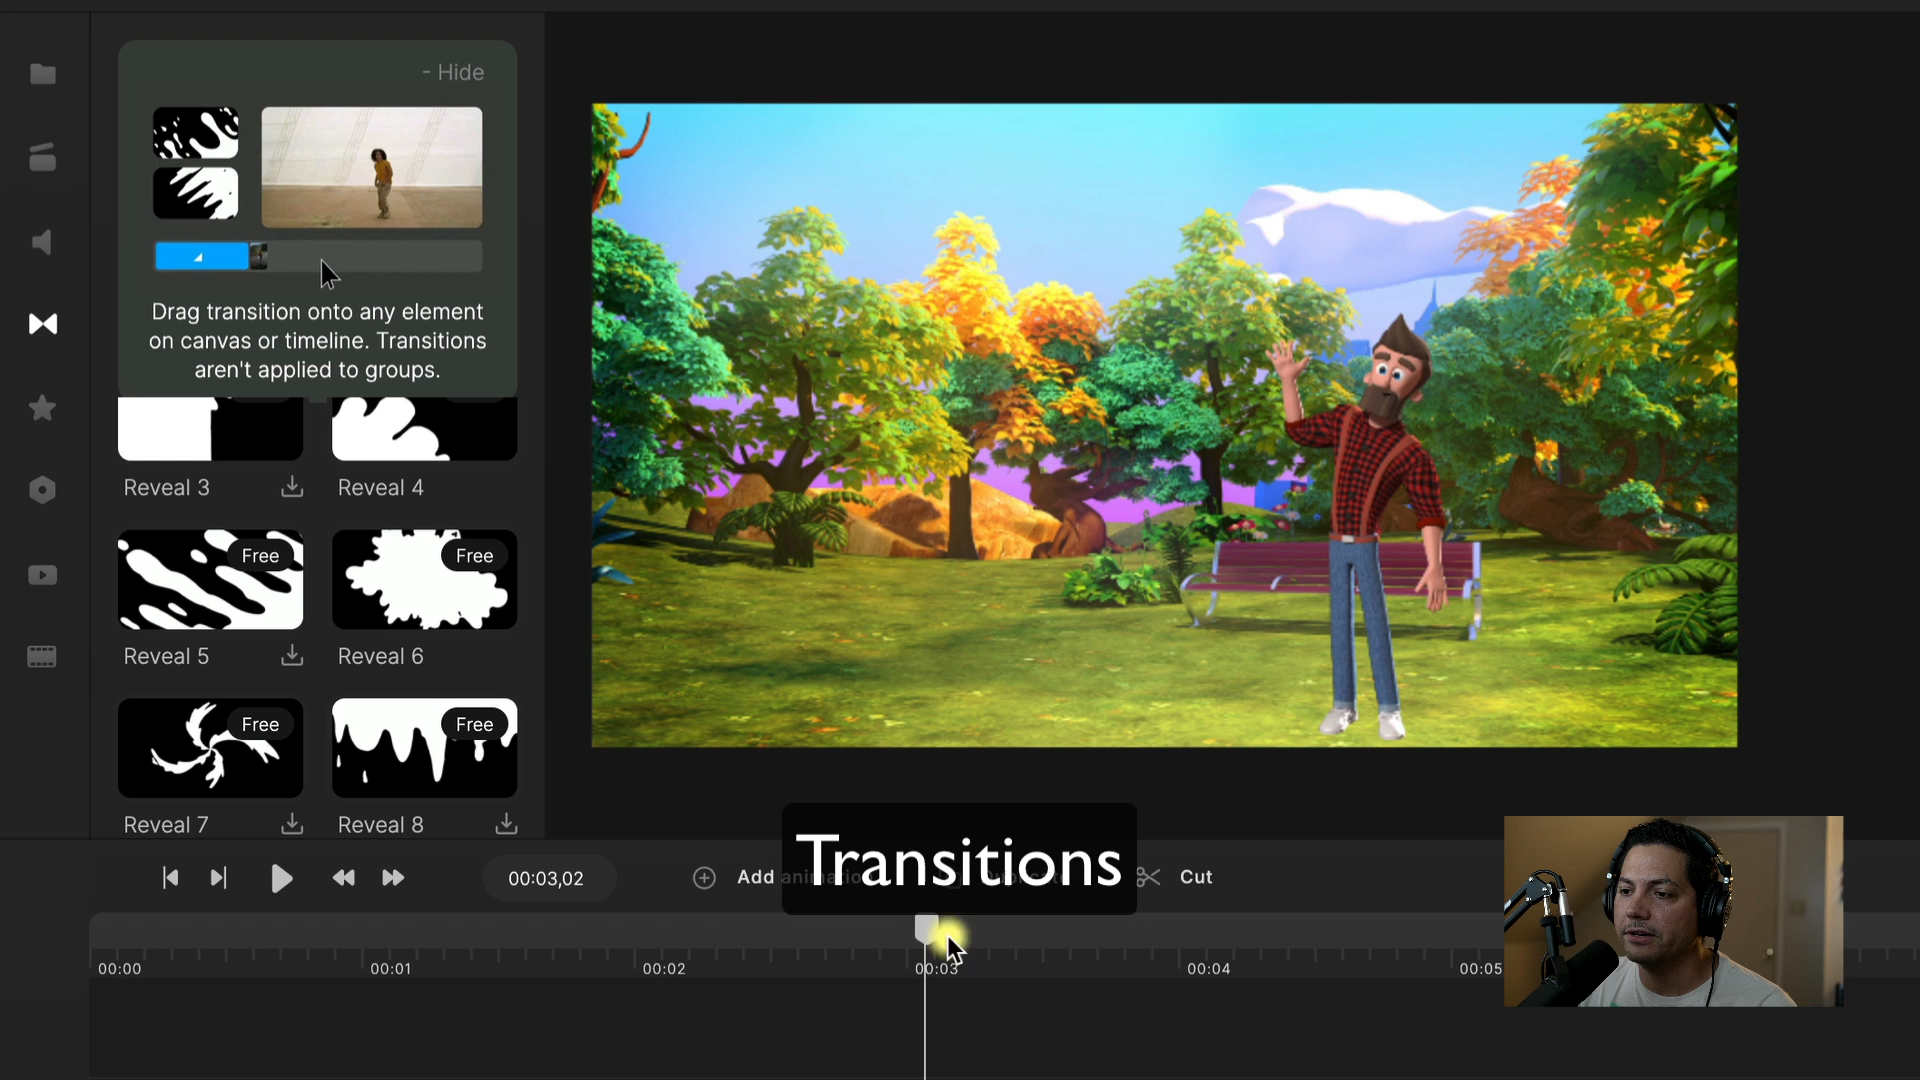 - Hide
Drag transition onto any element
on canvas or timeline. Transitions
aren't applied to groups.
Reveal 3
Reveal 4
Free
Free
Reveal 5
Reveal 6
Free
Free
Reveal 7
Reveal 8
00:03,02
Add
Transitions
Cut
00:00
00:01
00:02
00:03
00:04
00:05